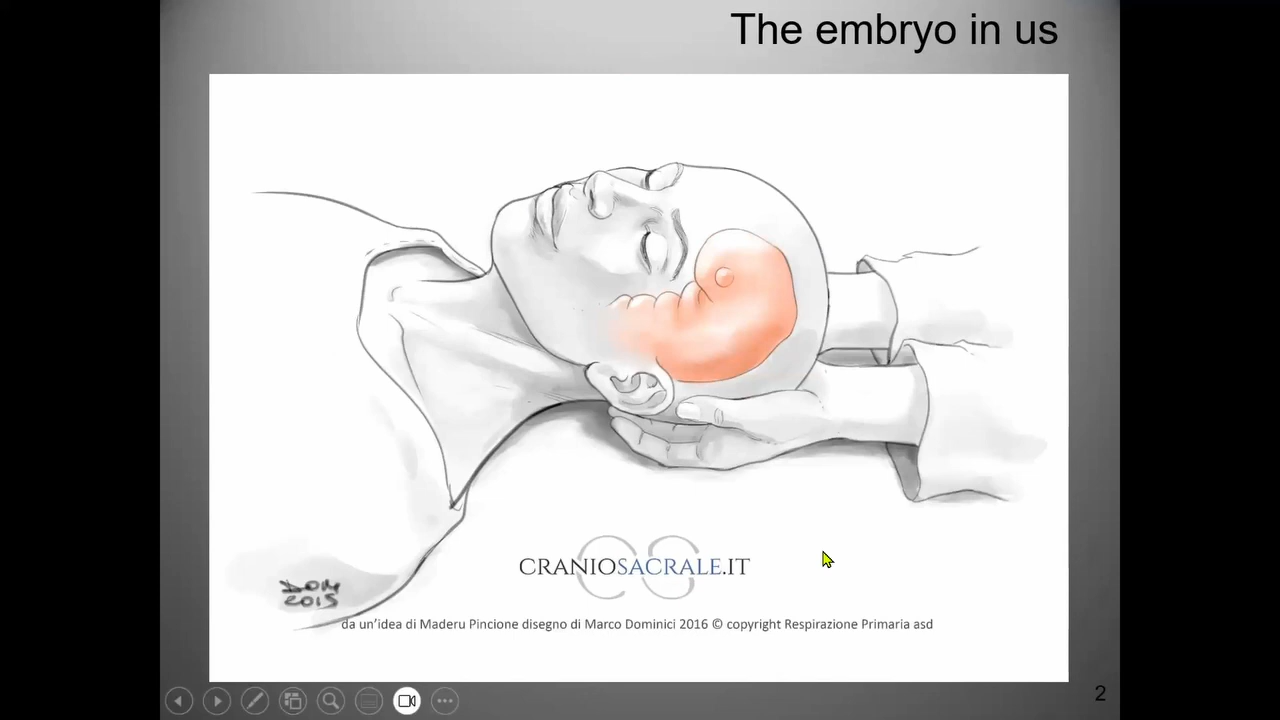 The embryo in us
CRANIOSACRALE.IT
DOM
2015
da un'idea di Maderu Pincione disegno di Marco Dominici 2016 © copyright Respirazione Primaria asd
2